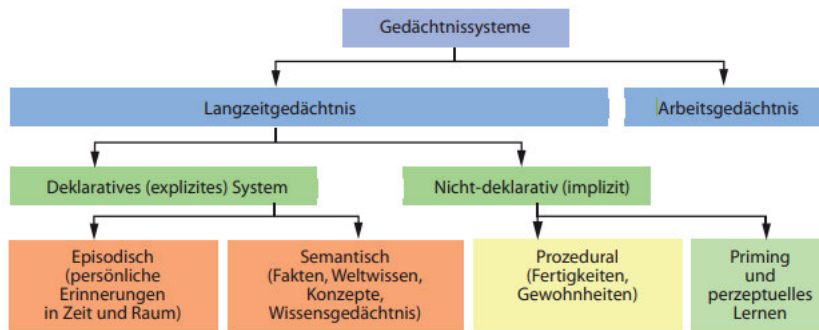 Gedächtnissysteme
Langzeitgedächtnis
Arbeitsgedächtnis
Deklaratives (explizites) System
Nicht-deklarativ (implizit)
Episodisch
(persönliche
Erinnerungen
in Zeit und Raum)
Semantisch
(Fakten, Weltwissen,
Konzepte,
Wissensgedächtnis)
Prozedural
(Fertigkeiten,
Gewohnheiten)
Priming
und
perzeptuelles
Lernen